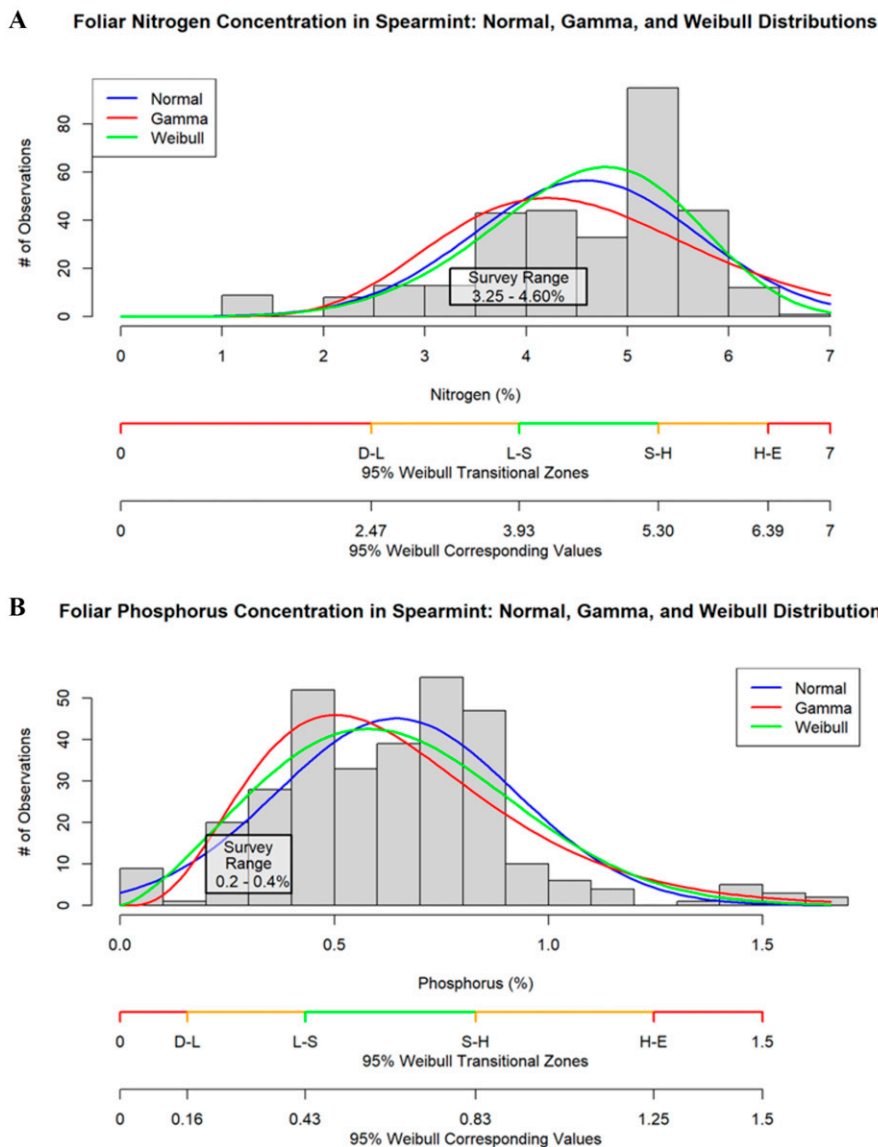 A
Foliar Nitrogen Concentration in Spearmint: Normal, Gamma, and Weibull Distributions
Normal
Gamma
Weibull
# of Observations
80
60
40
20
0
Survey Range
3.25 - 4.60%
0 1 2 3 4 5 6 7
Nitrogen (%)
0 D-L L-S S-H H-E 7
95% Weibull Transitional Zones
0 2.47 3.93 5.30 6.39 7
95% Weibull Corresponding Values
B
Foliar Phosphorus Concentration in Spearmint: Normal, Gamma, and Weibull Distribution
Normal
Gamma
Weibull
# of Observations
50
40
30
20
10
0
Survey
Range
0.2 - 0.4%
0.0 0.5 1.0 1.5
Phosphorus (%)
0 D-L L-S S-H H-E 1.5
95% Weibull Transitional Zones
0 0.16 0.43 0.83 1.25 1.5
95% Weibull Corresponding Values